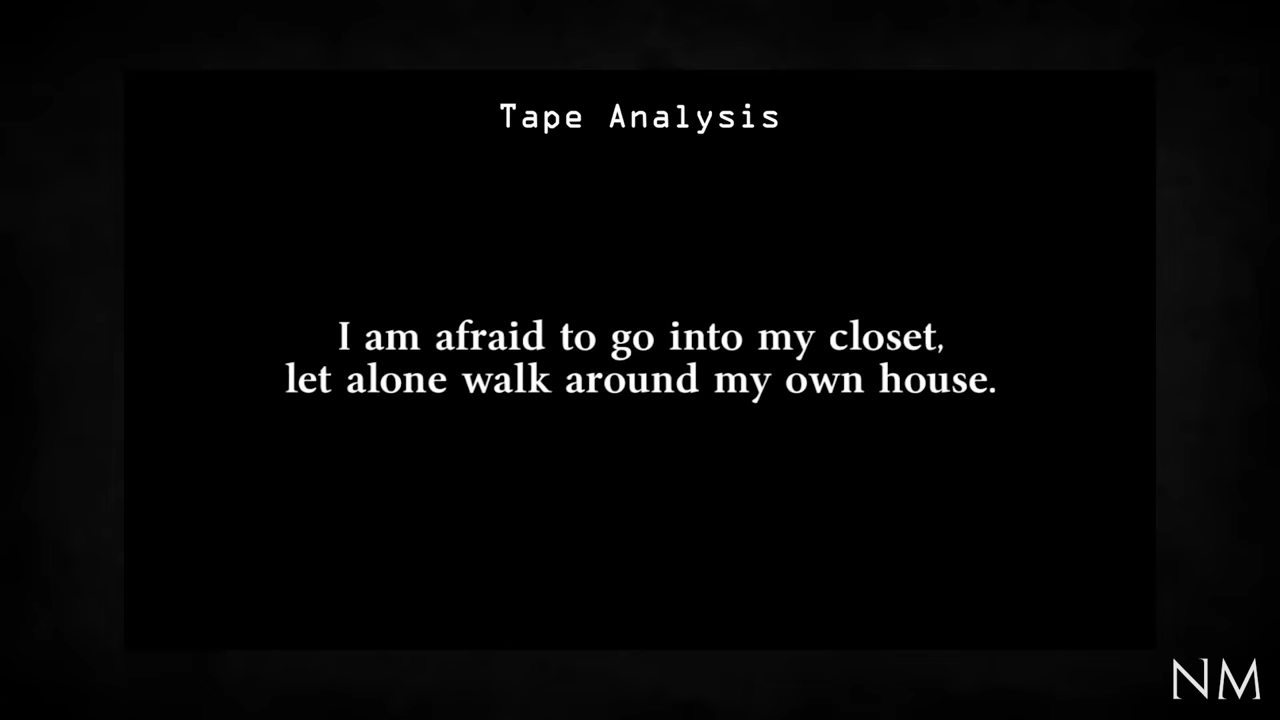 Tape Analysis
I am afraid to go into my closet,
let alone walk around my own house.
NM